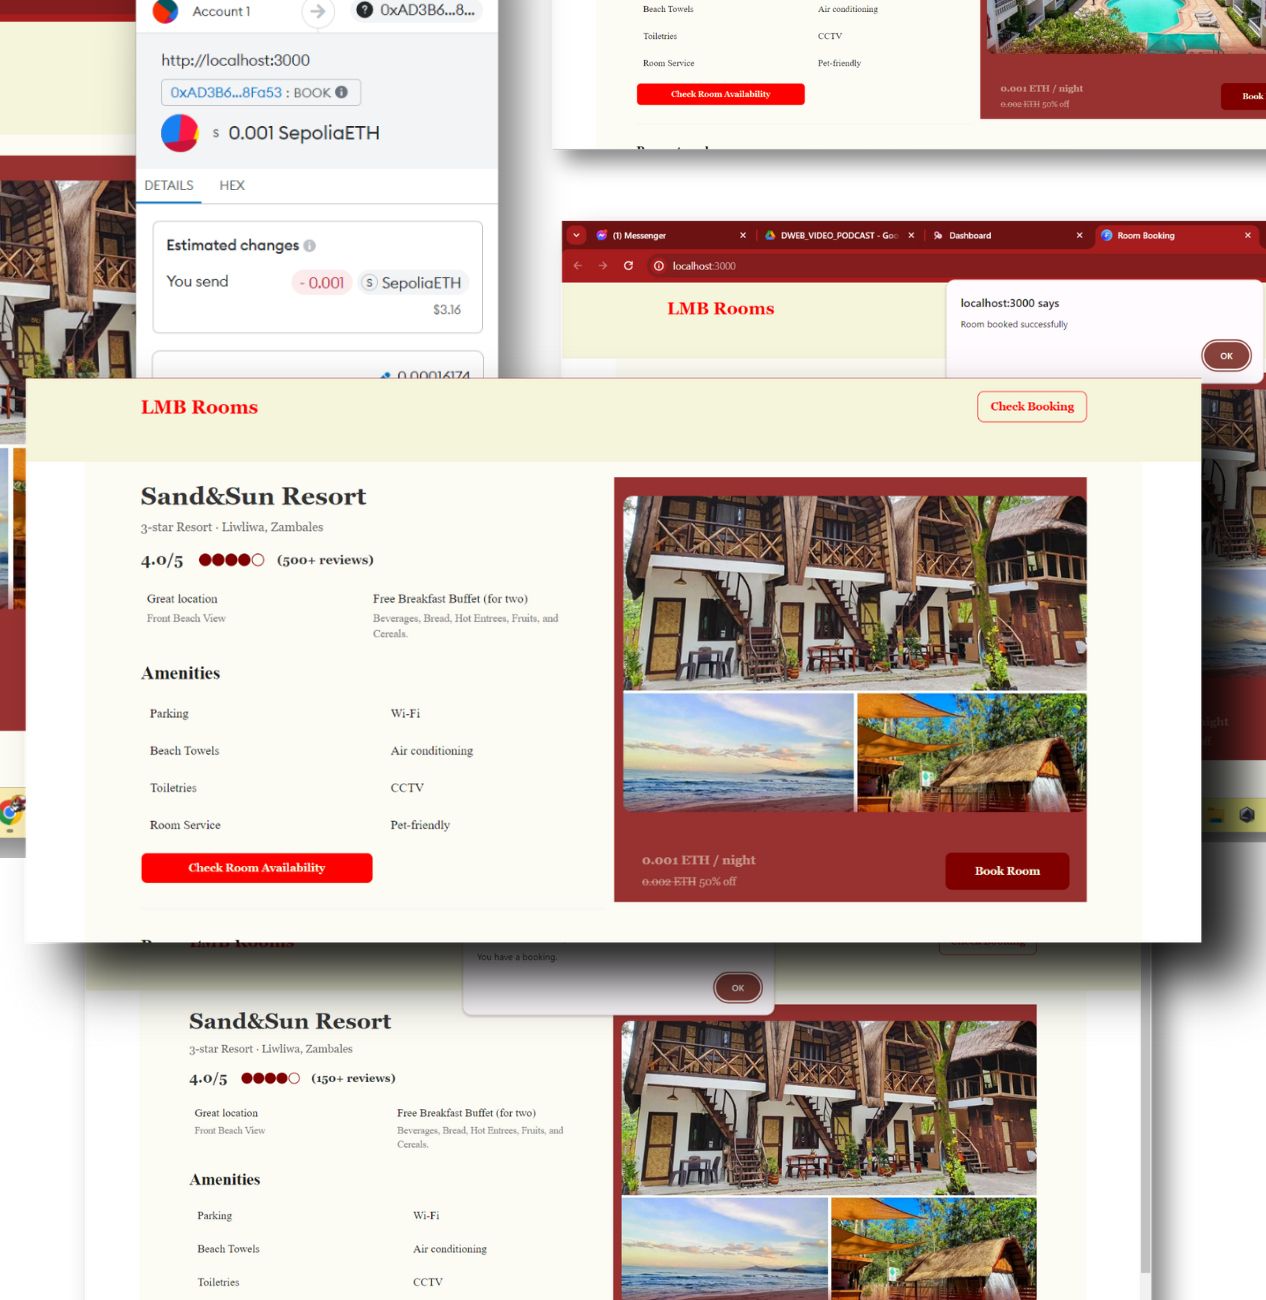 Account 1
0xAD3B6...8...
http://localhost:3000
0xAD3B6...8Fa53 : BOOK
S 0.001 SepoliaETH
DETAILS HEX
Estimated changes
You send - 0.001 S SepoliaETH
$3.16
0.00016174
Beach Towels Air conditioning
Toiletries CCTV
Room Service Pet-friendly
Check Room Availability
0.001 ETH / night
0.002 ETH 50% off
Book
(1) Messenger DWEB_VIDEO_PODCAST - Goo Dashboard Room Booking
localhost:3000
LMB Rooms
localhost:3000 says
Room booked successfully
OK
LMB Rooms
Check Booking
Sand&Sun Resort
3-star Resort · Liwliwa, Zambales
4.0/5 (500+ reviews)
Great location Free Breakfast Buffet (for two)
Front Beach View Beverages, Bread, Hot Entrees, Fruits, and
Cereals.
Amenities
Parking Wi-Fi
Beach Towels Air conditioning
Toiletries CCTV
Room Service Pet-friendly
Check Room Availability
0.001 ETH / night
0.002 ETH 50% off
Book Room
night
LMB Rooms
Check Booking
You have a booking.
OK
Sand&Sun Resort
3-star Resort · Liwliwa, Zambales
4.0/5 (150+ reviews)
Great location Free Breakfast Buffet (for two)
Front Beach View Beverages, Bread, Hot Entrees, Fruits, and
Cereals.
Amenities
Parking Wi-Fi
Beach Towels Air conditioning
Toiletries CCTV